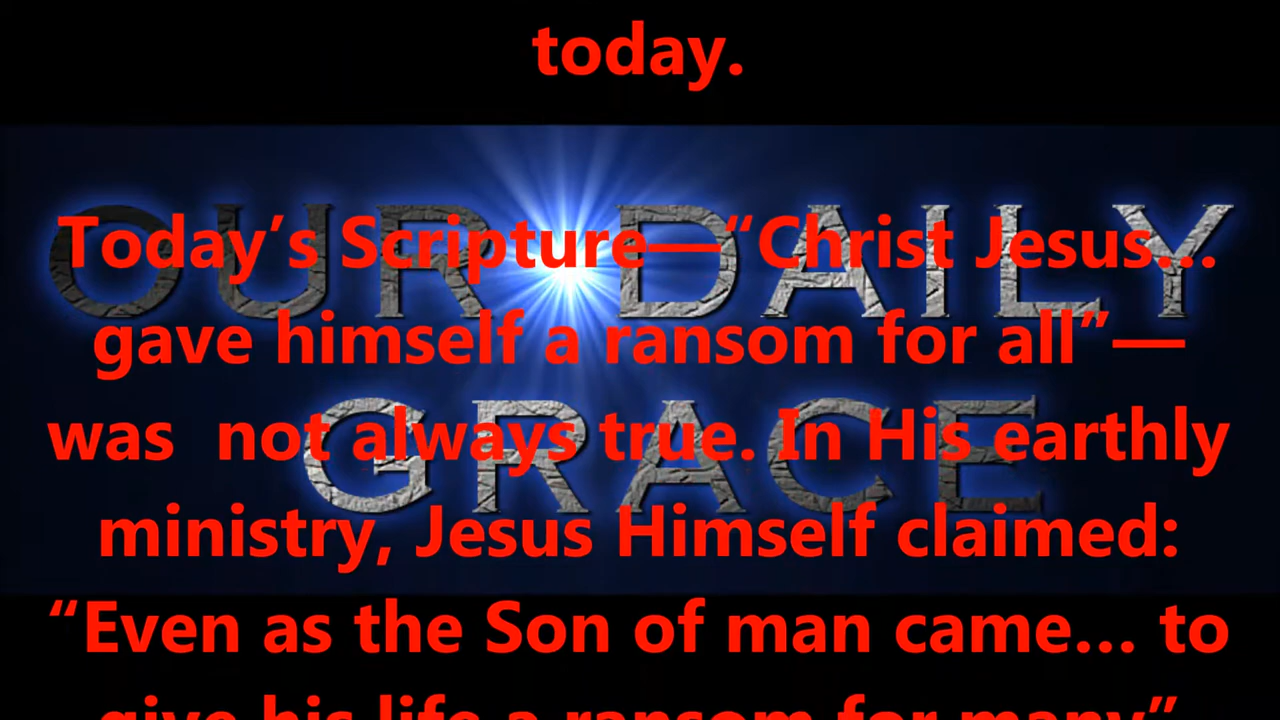 today.
Today’s Scripture—“Christ Jesus…
gave himself a ransom for all”—
was  not always true. In His earthly
ministry, Jesus Himself claimed:
“Even as the Son of man came… to
give his life a ransom for many”
OUR DAILY
GRACE